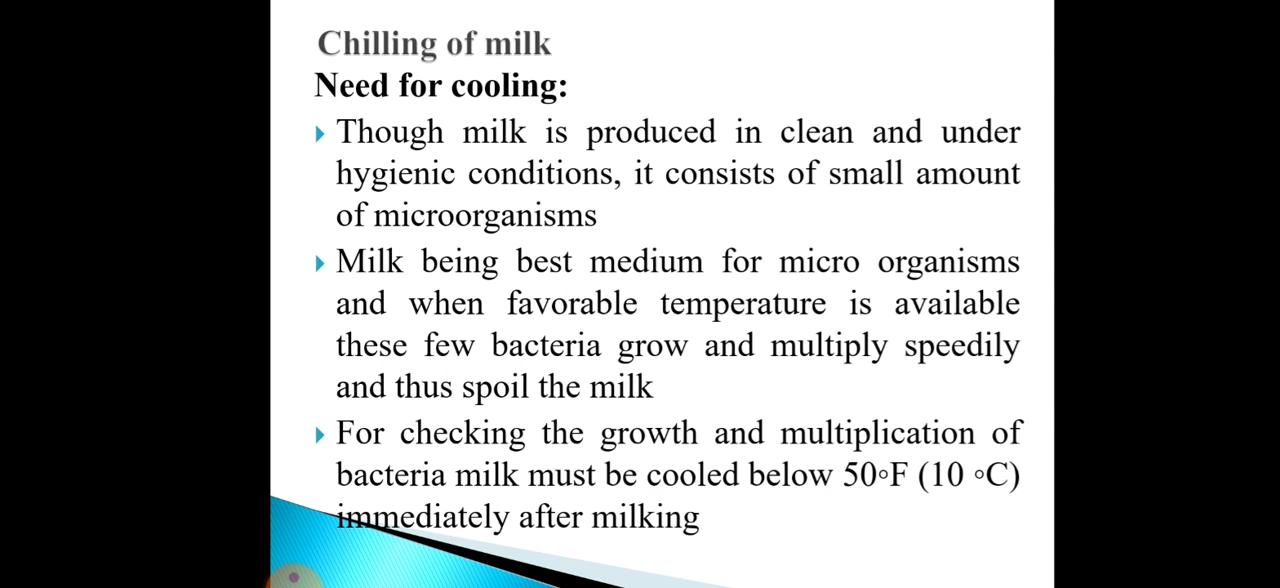 Chilling of milk
Need for cooling:
Though milk is produced in clean and under
hygienic conditions, it consists of small amount
of microorganisms
Milk being best medium for micro organisms
and when favorable temperature is available
these few bacteria grow and multiply speedily
and thus spoil the milk
For checking the growth and multiplication of
bacteria milk must be cooled below 50◦F (10 ◦C)
immediately after milking